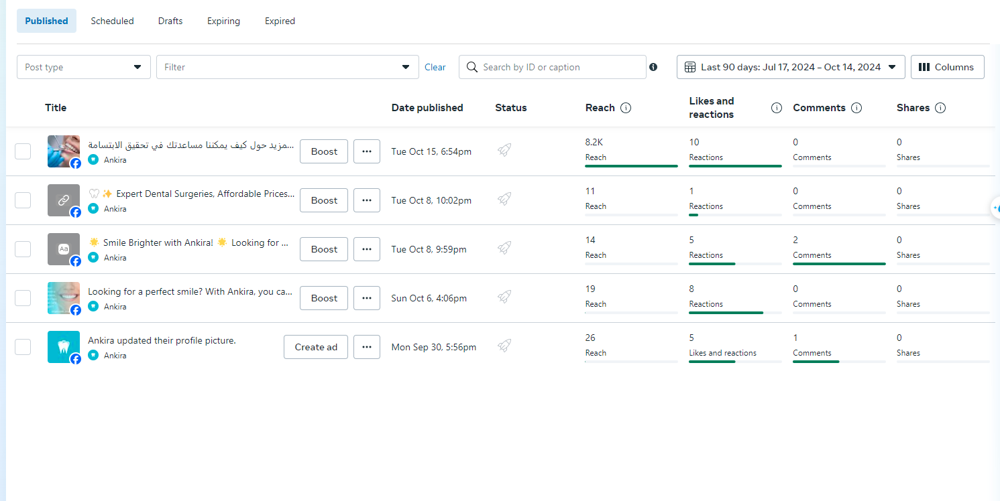 Published Scheduled Drafts Expiring Expired
Post type Filter Clear Search by ID or caption Last 90 days: Jul 17, 2024 – Oct 14, 2024 Columns
Title Date published Status Reach Likes and reactions Comments Shares
...مزيد حول كيف يمكننا مساعدتك في تحقيق الابتسامة Boost ... Tue Oct 15, 6:54pm 8.2K 10 0 0
Ankira Reach Reactions Comments Shares
🦷✨ Expert Dental Surgeries, Affordable Prices... Boost ... Tue Oct 8, 10:02pm 11 1 0 0
Ankira Reach Reactions Comments Shares
🌟 Smile Brighter with Ankira! 🌟 Looking for ... Boost ... Tue Oct 8, 9:59pm 14 5 2 0
Aa
Ankira Reach Reactions Comments Shares
Looking for a perfect smile? With Ankira, you ca... Boost ... Sun Oct 6, 4:06pm 19 8 0 0
Ankira Reach Reactions Comments Shares
Ankira updated their profile picture. Create ad ... Mon Sep 30, 5:56pm 26 5 1 0
Ankira Reach Likes and reactions Comments Shares